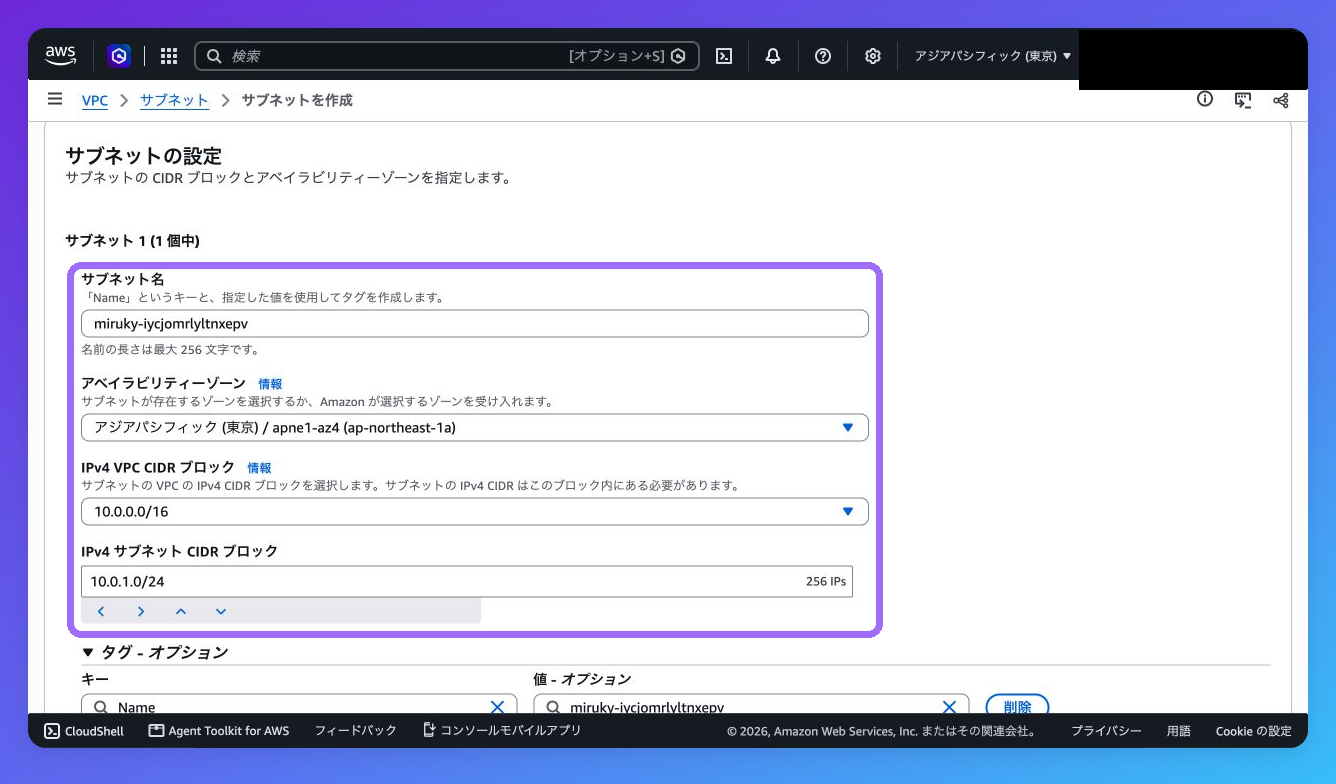 aws
検索
[オプション+S]
アジアパシフィック (東京)
VPC
サブネット
サブネットを作成
サブネットの設定
サブネットの CIDR ブロックとアベイラビリティーゾーンを指定します。
サブネット 1 (1 個中)
サブネット名
「Name」というキーと、指定した値を使用してタグを作成します。
miruky-iycjomrlyltnxepv
名前の長さは最大 256 文字です。
アベイラビリティーゾーン 情報
サブネットが存在するゾーンを選択するか、Amazon が選択するゾーンを受け入れます。
アジアパシフィック (東京) / apne1-az4 (ap-northeast-1a)
IPv4 VPC CIDR ブロック 情報
サブネットの VPC の IPv4 CIDR ブロックを選択します。サブネットの IPv4 CIDR はこのブロック内にある必要があります。
10.0.0.0/16
IPv4 サブネット CIDR ブロック
10.0.1.0/24
256 IPs
タグ - オプション
キー
値 - オプション
Name
miruky-iycjomrlyltnxepv
削除
CloudShell
Agent Toolkit for AWS
フィードバック
コンソールモバイルアプリ
© 2026, Amazon Web Services, Inc. またはその関連会社。
プライバシー
用語
Cookie の設定